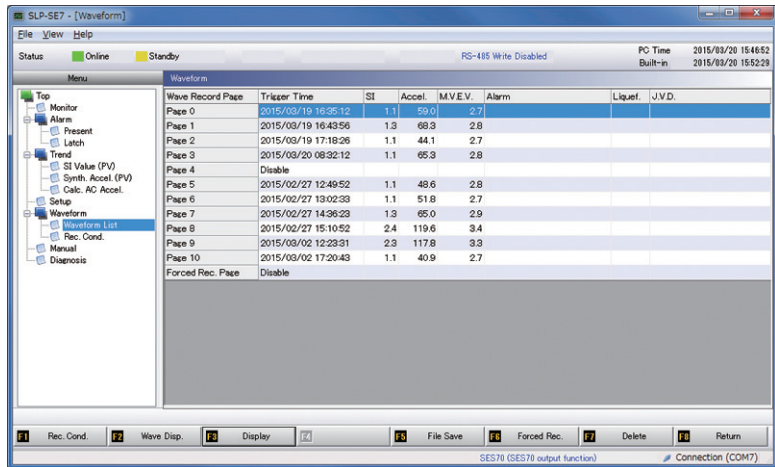 SLP-SE7 - [Waveform]
File View Help
Status Online Standby RS-485 Write Disabled PC Time 2015/03/20 15:46:52
Built-in 2015/03/20 15:52:29
Menu Waveform
Top
Monitor
Alarm
Present
Latch
Trend
SI Value (PV)
Synth. Accel. (PV)
Calc. AC Accel.
Setup
Waveform
Waveform List
Rec. Cond.
Manual
Diagnosis
Wave Record Page Trigger Time SI Accel. M.V.E.V. Alarm Liquef. J.V.D.
Page 0 2015/03/19 16:35:12 1.1 59.0 2.7
Page 1 2015/03/19 16:43:56 1.3 68.3 2.8
Page 2 2015/03/19 17:18:26 1.1 44.1 2.7
Page 3 2015/03/20 08:32:12 1.1 65.3 2.8
Page 4 Disable
Page 5 2015/02/27 12:49:52 1.1 48.6 2.8
Page 6 2015/02/27 13:02:33 1.1 51.8 2.7
Page 7 2015/02/27 14:36:23 1.3 65.0 2.9
Page 8 2015/02/27 15:10:52 2.4 119.6 3.4
Page 9 2015/03/02 12:23:31 2.3 117.8 3.3
Page 10 2015/03/02 17:20:43 1.1 40.9 2.7
Forced Rec. Page Disable
F1 Rec. Cond. F2 Wave Disp. F3 Display F5 File Save F6 Forced Rec. F7 Delete F8 Return
SES70 (SES70 output function) Connection (COM7)